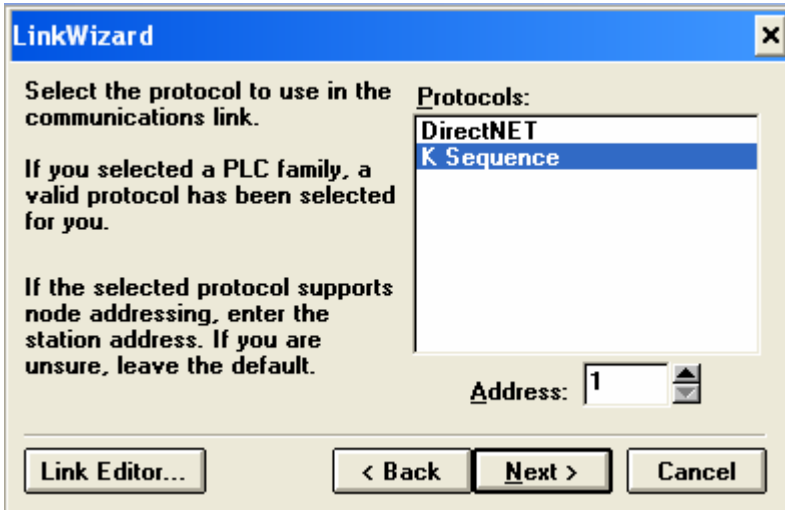 LinkWizard
Select the protocol to use in the
communications link.
If you selected a PLC family, a
valid protocol has been selected
for you.
If the selected protocol supports
node addressing, enter the
station address. If you are
unsure, leave the default.
Protocols:
DirectNET
K Sequence
Address: 1
Link Editor... < Back Next > Cancel